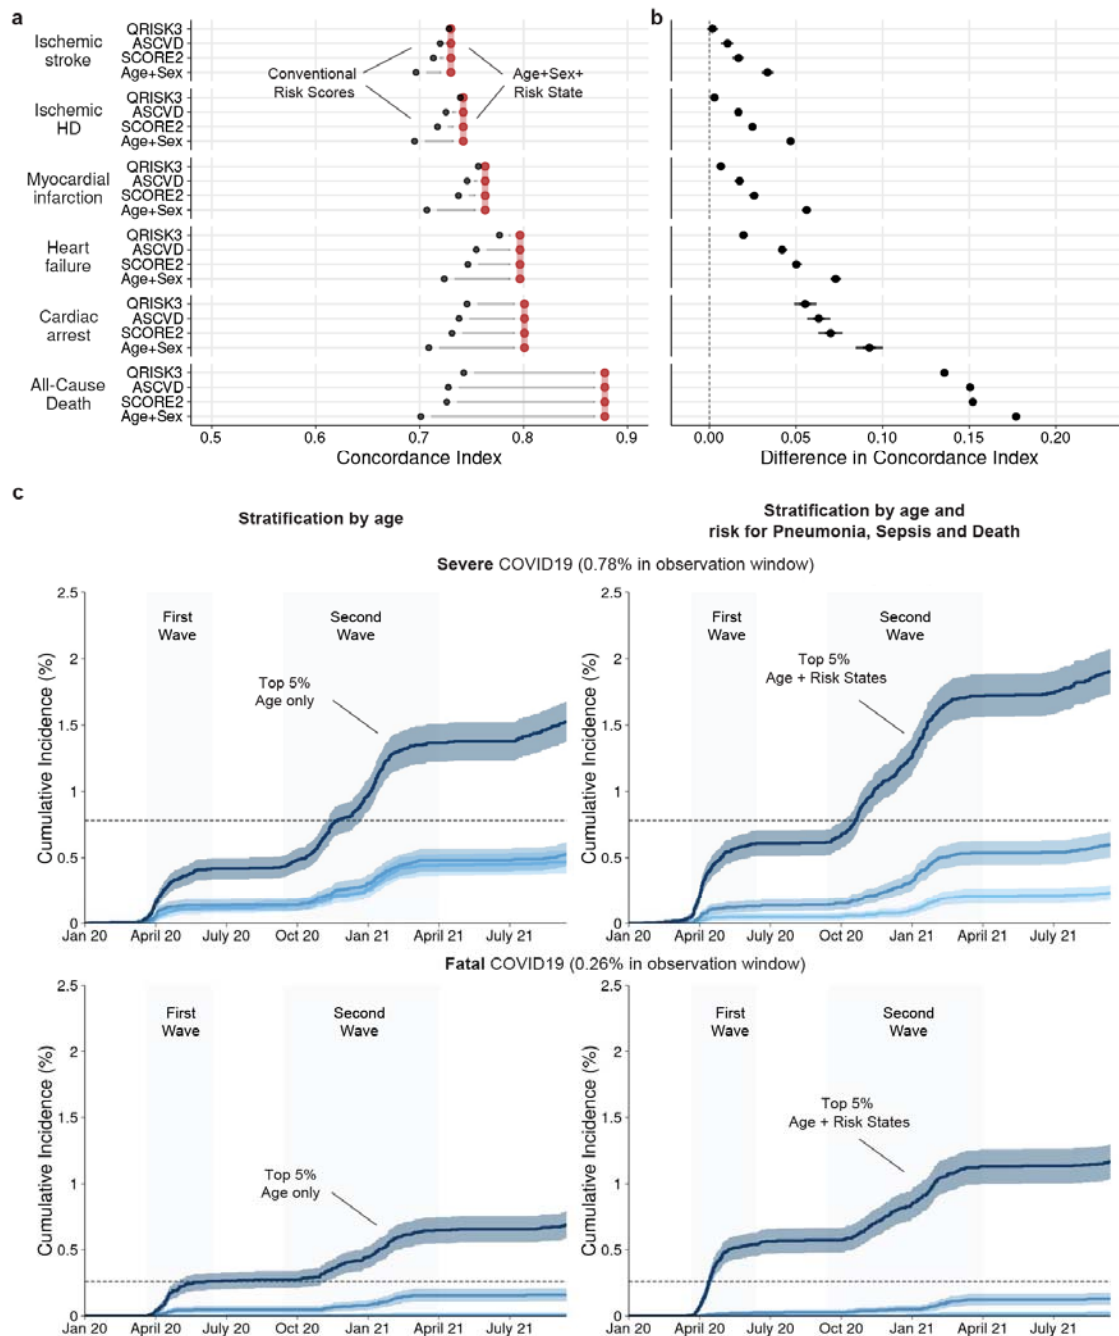 a
b
Ischemic
stroke
QRISK3
ASCVD
SCORE2
Age+Sex
Conventional
Risk Scores
Age+Sex+
Risk State
Ischemic
HD
QRISK3
ASCVD
SCORE2
Age+Sex
Myocardial
infarction
QRISK3
ASCVD
SCORE2
Age+Sex
Heart
failure
QRISK3
ASCVD
SCORE2
Age+Sex
Cardiac
arrest
QRISK3
ASCVD
SCORE2
Age+Sex
All-Cause
Death
QRISK3
ASCVD
SCORE2
Age+Sex
0.5 0.6 0.7 0.8 0.9
Concordance Index
0.00 0.05 0.10 0.15 0.20
Difference in Concordance Index
c
Stratification by age
Stratification by age and
risk for Pneumonia, Sepsis and Death
Severe COVID19 (0.78% in observation window)
Cumulative Incidence (%)
2.5
2
1.5
1
0.5
0
First
Wave
Second
Wave
Top 5%
Age only
Jan 20 April 20 July 20 Oct 20 Jan 21 April 21 July 21
Cumulative Incidence (%)
2.5
2
1.5
1
0.5
0
First
Wave
Second
Wave
Top 5%
Age + Risk States
Jan 20 April 20 July 20 Oct 20 Jan 21 April 21 July 21
Fatal COVID19 (0.26% in observation window)
Cumulative Incidence (%)
2.5
2
1.5
1
0.5
0
First
Wave
Second
Wave
Top 5%
Age only
Jan 20 April 20 July 20 Oct 20 Jan 21 April 21 July 21
Cumulative Incidence (%)
2.5
2
1.5
1
0.5
0
First
Wave
Second
Wave
Top 5%
Age + Risk States
Jan 20 April 20 July 20 Oct 20 Jan 21 April 21 July 21